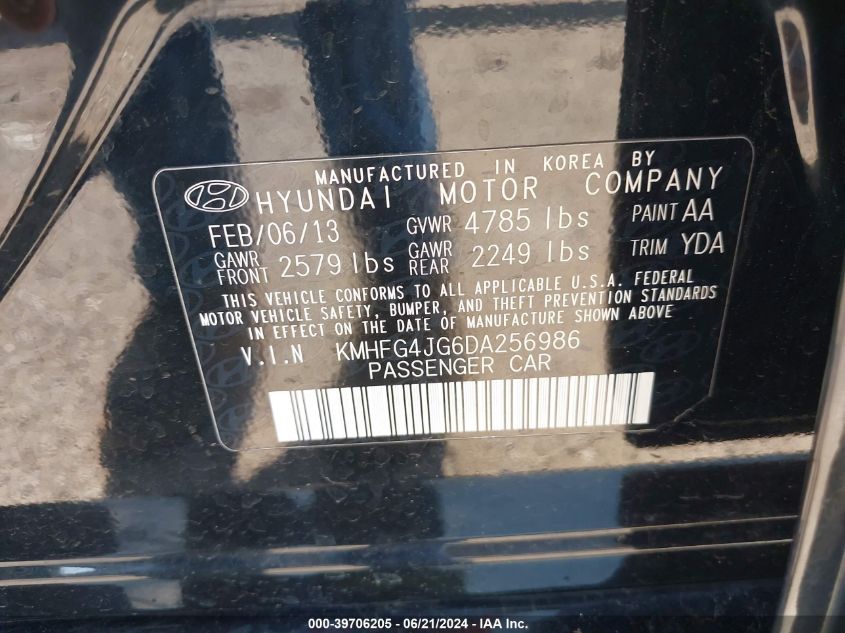 MANUFACTURED IN KOREA BY
HYUNDAI MOTOR COMPANY
FEB/06/13 GVWR 4785 lbs PAINT AA
GAWR FRONT 2579 lbs GAWR REAR 2249 lbs TRIM YDA
THIS VEHICLE CONFORMS TO ALL APPLICABLE U.S.A. FEDERAL
MOTOR VEHICLE SAFETY, BUMPER, AND THEFT PREVENTION STANDARDS
IN EFFECT ON THE DATE OF MANUFACTURE SHOWN ABOVE
V.I.N KMHFG4JG6DA256986
PASSENGER CAR
000-39706205 - 06/21/2024 - IAA Inc.